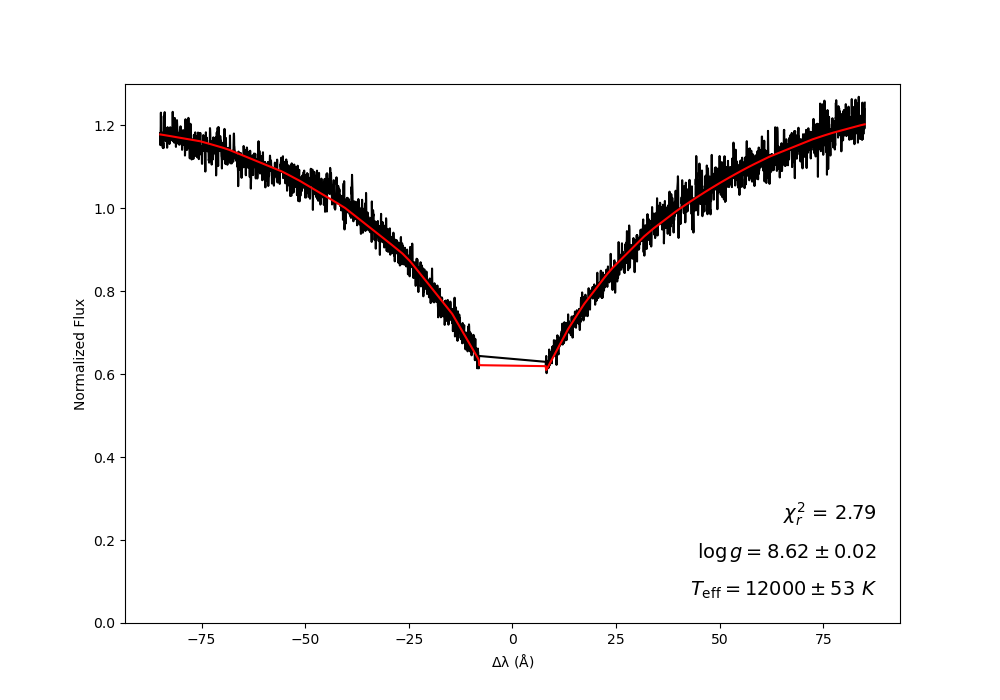 1.2
1.0
0.8
0.6
0.4
0.2
0.0
Normalized Flux
χ²ᵣ = 2.79
log g = 8.62 ± 0.02
T_eff = 12000 ± 53 K
−75 −50 −25 0 25 50 75
Δλ (Å)